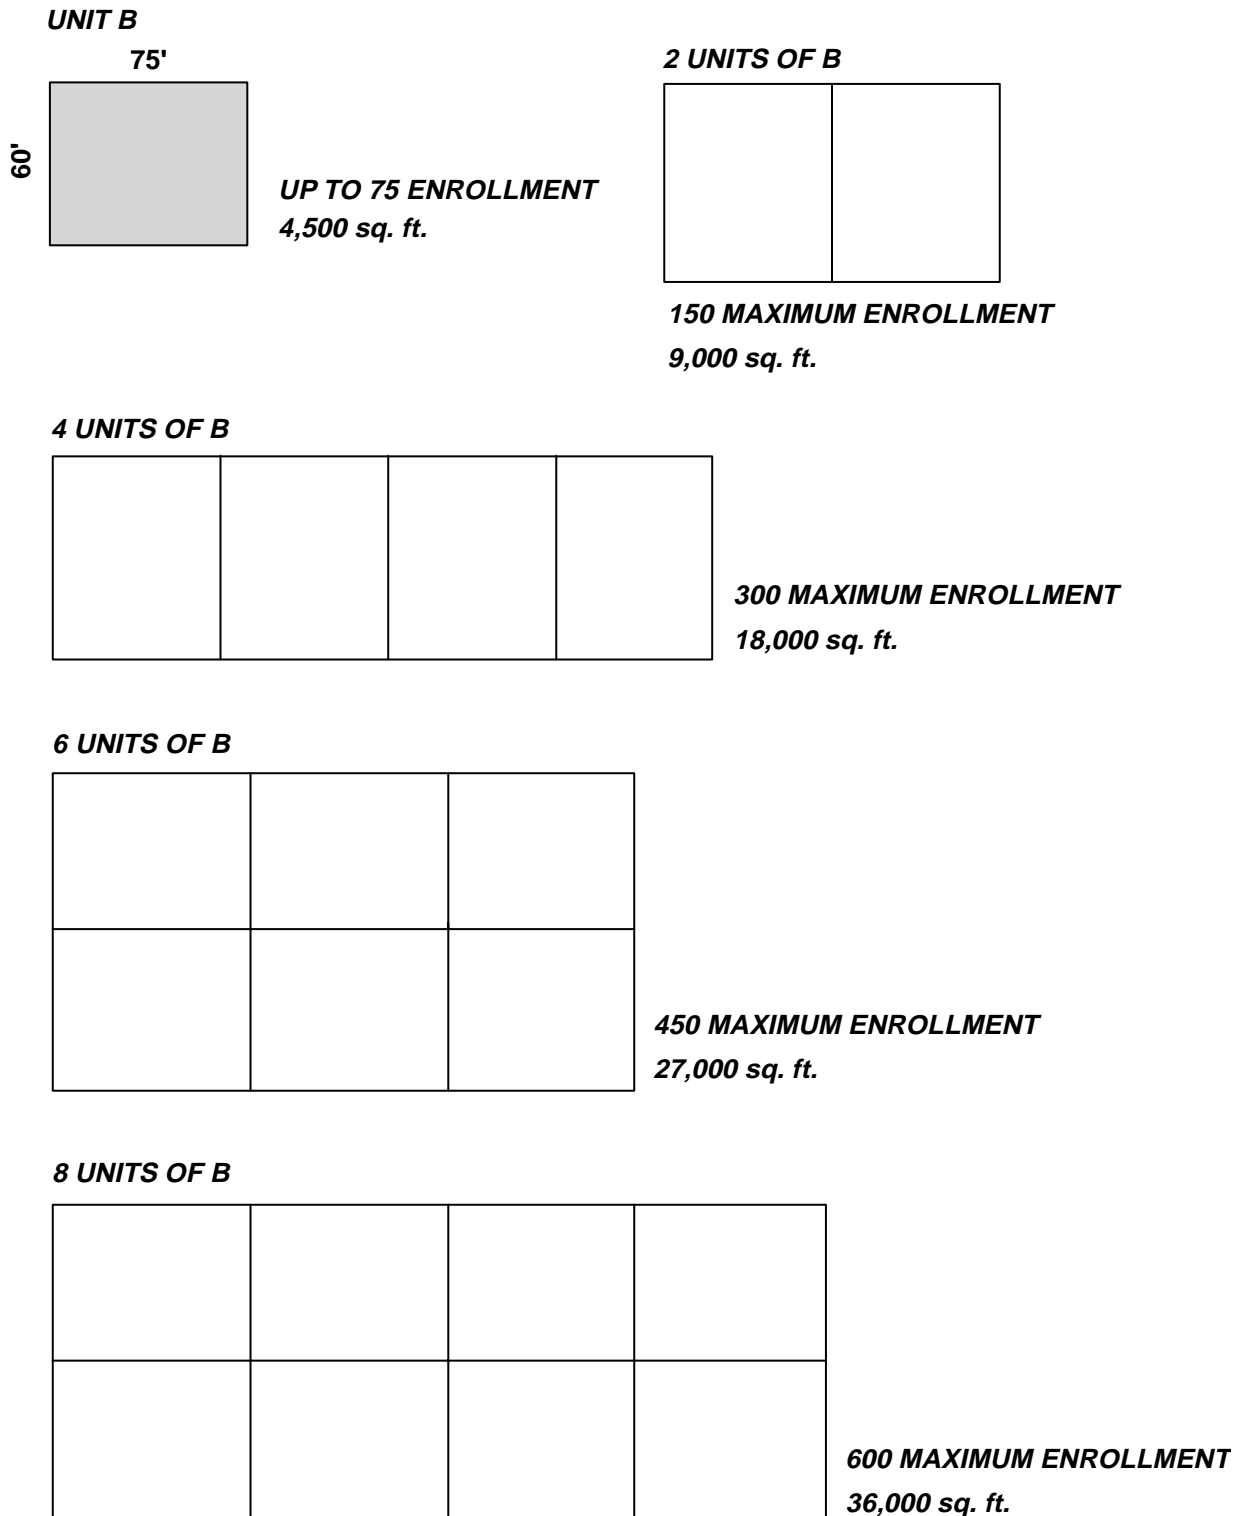 UNIT B
75'
60'
UP TO 75 ENROLLMENT
4,500 sq. ft.
2 UNITS OF B
150 MAXIMUM ENROLLMENT
9,000 sq. ft.
4 UNITS OF B
300 MAXIMUM ENROLLMENT
18,000 sq. ft.
6 UNITS OF B
450 MAXIMUM ENROLLMENT
27,000 sq. ft.
8 UNITS OF B
600 MAXIMUM ENROLLMENT
36,000 sq. ft.